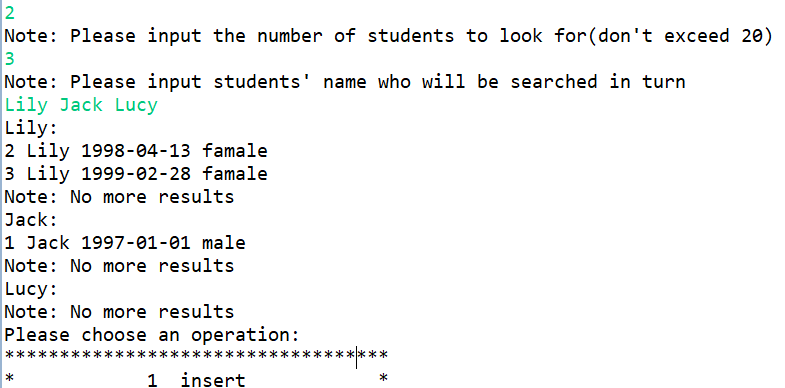 2
Note: Please input the number of students to look for(don't exceed 20)
3
Note: Please input students' name who will be searched in turn
Lily Jack Lucy
Lily:
2 Lily 1998-04-13 famale
3 Lily 1999-02-28 famale
Note: No more results
Jack:
1 Jack 1997-01-01 male
Note: No more results
Lucy:
Note: No more results
Please choose an operation:
***********************************
*            1  insert            *